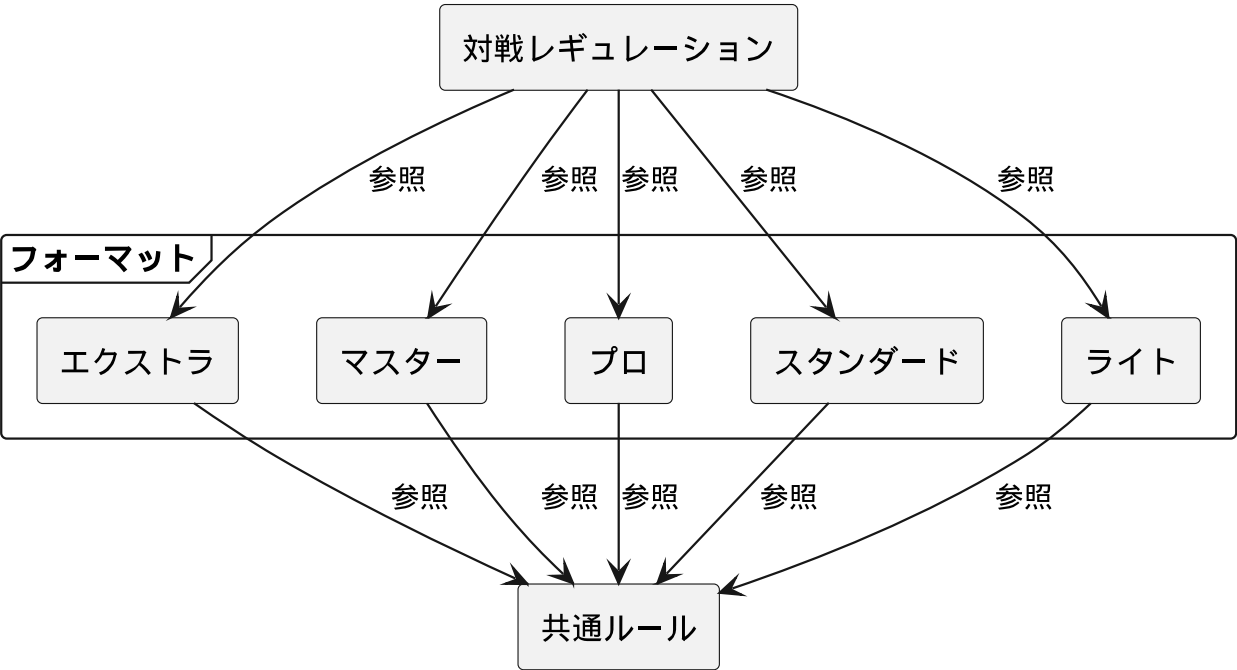 対戦レギュレーション
参照
参照
参照
参照
参照
フォーマット
エクストラ
マスター
プロ
スタンダード
ライト
参照
参照
参照
参照
参照
共通ルール